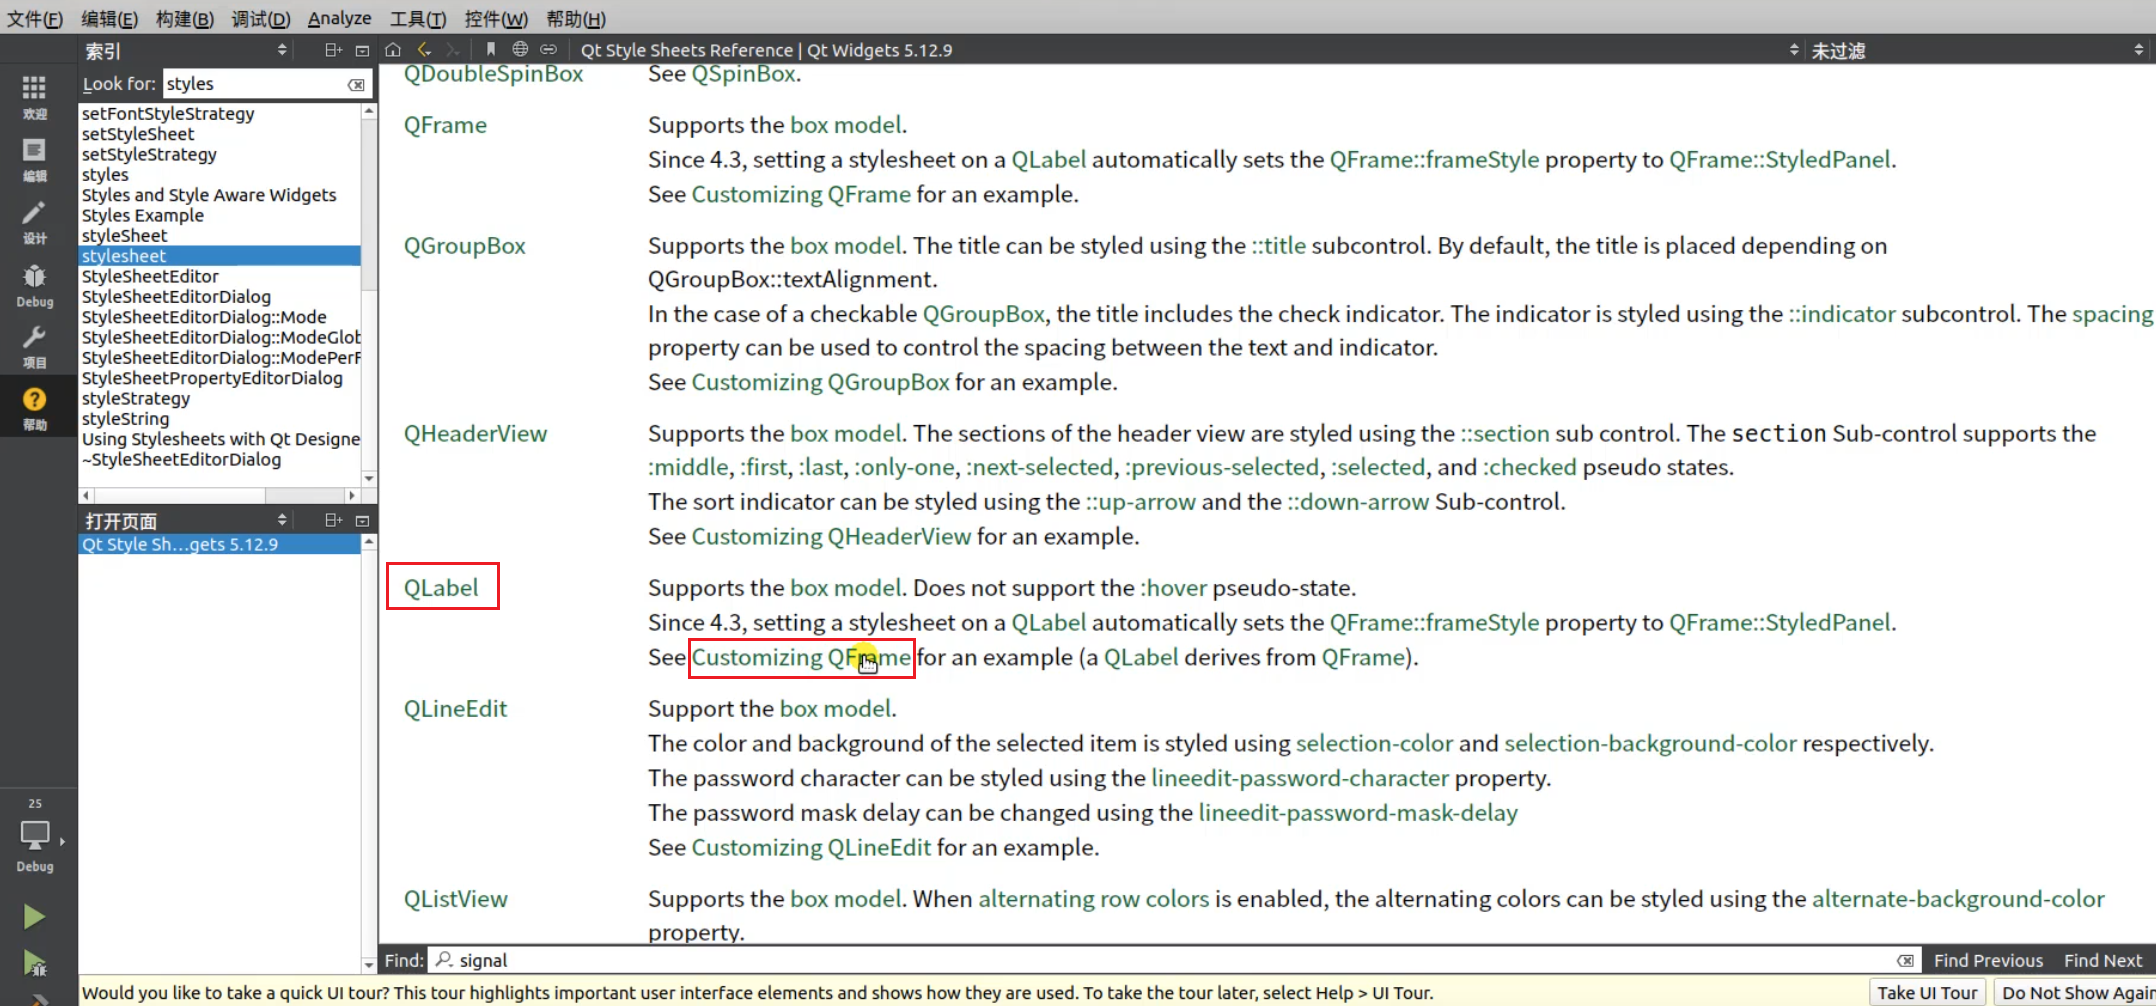 文件(F) 编辑(E) 构建(B) 调试(D) Analyze 工具(T) 控件(W) 帮助(H)
索引
Qt Style Sheets Reference | Qt Widgets 5.12.9
未过滤
Look for: styles
欢迎
编辑
设计
Debug
项目
帮助
25
Debug
setFontStyleStrategy
setStyleSheet
setStyleStrategy
styles
Styles and Style Aware Widgets
Styles Example
styleSheet
stylesheet
StyleSheetEditor
StyleSheetEditorDialog
StyleSheetEditorDialog::Mode
StyleSheetEditorDialog::ModeGlob
StyleSheetEditorDialog::ModePerF
StyleSheetPropertyEditorDialog
styleStrategy
styleString
Using Stylesheets with Qt Designe
~StyleSheetEditorDialog
打开页面
Qt Style Sh...gets 5.12.9
QDoubleSpinBox See QSpinBox.
QFrame Supports the box model.
Since 4.3, setting a stylesheet on a QLabel automatically sets the QFrame::frameStyle property to QFrame::StyledPanel.
See Customizing QFrame for an example.
QGroupBox Supports the box model. The title can be styled using the ::title subcontrol. By default, the title is placed depending on
QGroupBox::textAlignment.
In the case of a checkable QGroupBox, the title includes the check indicator. The indicator is styled using the ::indicator subcontrol. The spacing
property can be used to control the spacing between the text and indicator.
See Customizing QGroupBox for an example.
QHeaderView Supports the box model. The sections of the header view are styled using the ::section sub control. The section Sub-control supports the
:middle, :first, :last, :only-one, :next-selected, :previous-selected, :selected, and :checked pseudo states.
The sort indicator can be styled using the ::up-arrow and the ::down-arrow Sub-control.
See Customizing QHeaderView for an example.
QLabel Supports the box model. Does not support the :hover pseudo-state.
Since 4.3, setting a stylesheet on a QLabel automatically sets the QFrame::frameStyle property to QFrame::StyledPanel.
See Customizing QFrame for an example (a QLabel derives from QFrame).
QLineEdit Support the box model.
The color and background of the selected item is styled using selection-color and selection-background-color respectively.
The password character can be styled using the lineedit-password-character property.
The password mask delay can be changed using the lineedit-password-mask-delay
See Customizing QLineEdit for an example.
QListView Supports the box model. When alternating row colors is enabled, the alternating colors can be styled using the alternate-background-color
property.
Find: signal Find Previous Find Next
Would you like to take a quick UI tour? This tour highlights important user interface elements and shows how they are used. To take the tour later, select Help > UI Tour. Take UI Tour Do Not Show Again